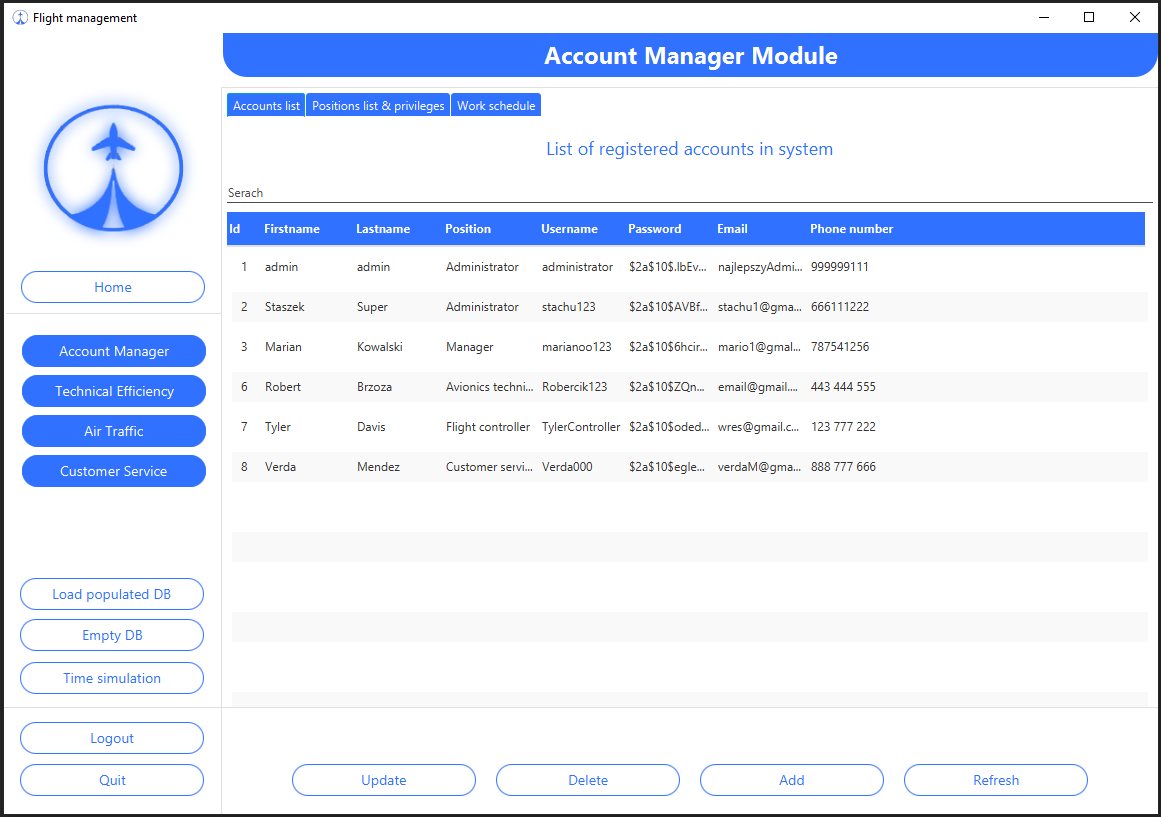 Flight management
Account Manager Module
Accounts list Positions list & privileges Work schedule
List of registered accounts in system
Serach
Id Firstname Lastname Position Username Password Email Phone number
1 admin admin Administrator administrator $2a$10$.lbEv... najlepszyAdmi... 999999111
2 Staszek Super Administrator stachu123 $2a$10$AVBf... stachu1@gma... 666111222
3 Marian Kowalski Manager marianoo123 $2a$10$6hcir... mario1@gmal... 787541256
6 Robert Brzoza Avionics techni... Robercik123 $2a$10$ZQn... email@gmail.... 443 444 555
7 Tyler Davis Flight controller TylerController $2a$10$oded... wres@gmail.c... 123 777 222
8 Verda Mendez Customer servi... Verda000 $2a$10$egle... verdaM@gma... 888 777 666
Home
Account Manager
Technical Efficiency
Air Traffic
Customer Service
Load populated DB
Empty DB
Time simulation
Logout
Quit
Update Delete Add Refresh